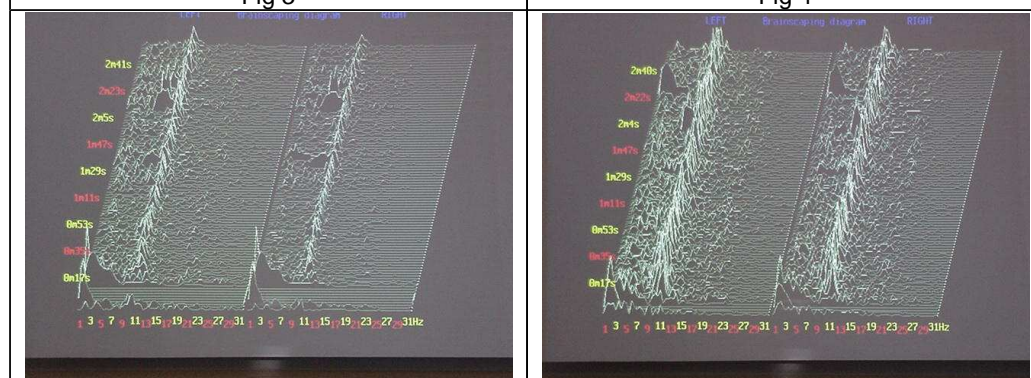 LEFT Brainscaping diagram RIGHT
2m41s
2m23s
2m5s
1m47s
1m29s
1m11s
0m53s
0m35s
0m17s
1 3 5 7 9 11 13 15 17 19 21 23 25 27 29 31 1 3 5 7 9 11 13 15 17 19 21 23 25 27 29 31Hz
LEFT Brainscaping diagram RIGHT
2m40s
2m22s
2m4s
1m47s
1m29s
1m11s
0m53s
0m35s
0m17s
1 3 5 7 9 11 13 15 17 19 21 23 25 27 29 31 1 3 5 7 9 11 13 15 17 19 21 23 25 27 29 31Hz